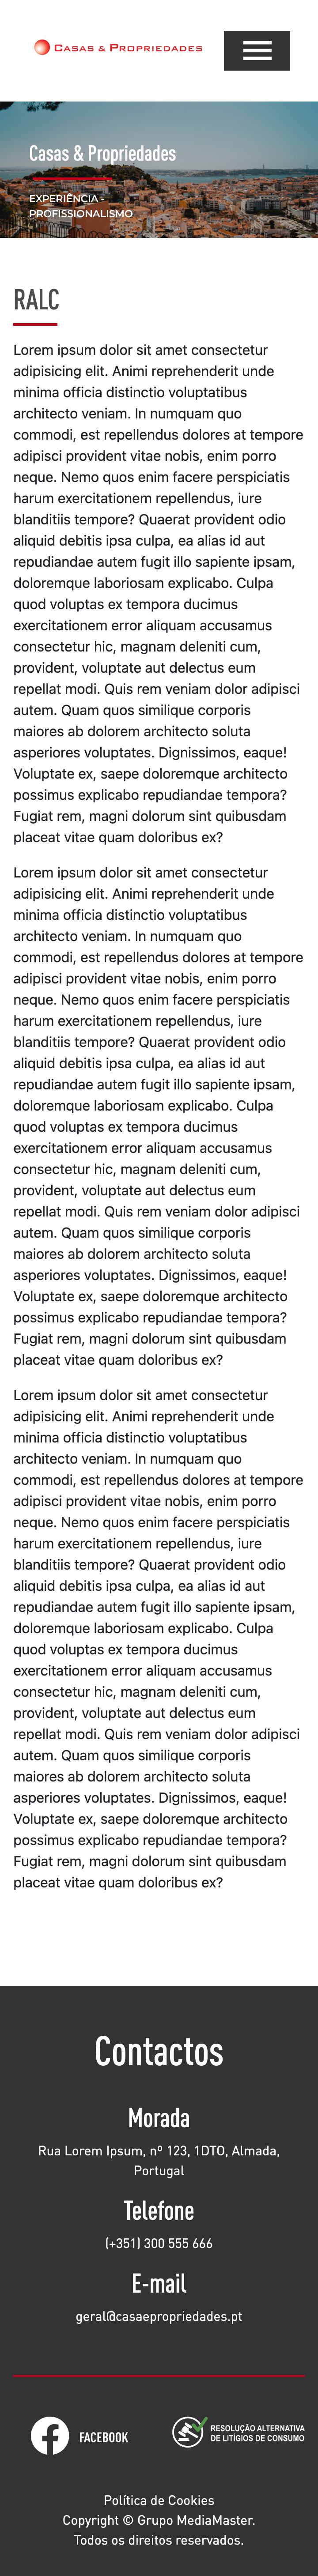 Casas & Propriedades
Casas & Propriedades
EXPERIÊNCIA -
PROFISSIONALISMO
RALC
Lorem ipsum dolor sit amet consectetur
adipisicing elit. Animi reprehenderit unde
minima officia distinctio voluptatibus
architecto veniam. In numquam quo
commodi, est repellendus dolores at tempore
adipisci provident vitae nobis, enim porro
neque. Nemo quos enim facere perspiciatis
harum exercitationem repellendus, iure
blanditiis tempore? Quaerat provident odio
aliquid debitis ipsa culpa, ea alias id aut
repudiandae autem fugit illo sapiente ipsam,
doloremque laboriosam explicabo. Culpa
quod voluptas ex tempora ducimus
exercitationem error aliquam accusamus
consectetur hic, magnam deleniti cum,
provident, voluptate aut delectus eum
repellat modi. Quis rem veniam dolor adipisci
autem. Quam quos similique corporis
maiores ab dolorem architecto soluta
asperiores voluptates. Dignissimos, eaque!
Voluptate ex, saepe doloremque architecto
possimus explicabo repudiandae tempora?
Fugiat rem, magni dolorum sint quibusdam
placeat vitae quam doloribus ex?
Lorem ipsum dolor sit amet consectetur
adipisicing elit. Animi reprehenderit unde
minima officia distinctio voluptatibus
architecto veniam. In numquam quo
commodi, est repellendus dolores at tempore
adipisci provident vitae nobis, enim porro
neque. Nemo quos enim facere perspiciatis
harum exercitationem repellendus, iure
blanditiis tempore? Quaerat provident odio
aliquid debitis ipsa culpa, ea alias id aut
repudiandae autem fugit illo sapiente ipsam,
doloremque laboriosam explicabo. Culpa
quod voluptas ex tempora ducimus
exercitationem error aliquam accusamus
consectetur hic, magnam deleniti cum,
provident, voluptate aut delectus eum
repellat modi. Quis rem veniam dolor adipisci
autem. Quam quos similique corporis
maiores ab dolorem architecto soluta
asperiores voluptates. Dignissimos, eaque!
Voluptate ex, saepe doloremque architecto
possimus explicabo repudiandae tempora?
Fugiat rem, magni dolorum sint quibusdam
placeat vitae quam doloribus ex?
Lorem ipsum dolor sit amet consectetur
adipisicing elit. Animi reprehenderit unde
minima officia distinctio voluptatibus
architecto veniam. In numquam quo
commodi, est repellendus dolores at tempore
adipisci provident vitae nobis, enim porro
neque. Nemo quos enim facere perspiciatis
harum exercitationem repellendus, iure
blanditiis tempore? Quaerat provident odio
aliquid debitis ipsa culpa, ea alias id aut
repudiandae autem fugit illo sapiente ipsam,
doloremque laboriosam explicabo. Culpa
quod voluptas ex tempora ducimus
exercitationem error aliquam accusamus
consectetur hic, magnam deleniti cum,
provident, voluptate aut delectus eum
repellat modi. Quis rem veniam dolor adipisci
autem. Quam quos similique corporis
maiores ab dolorem architecto soluta
asperiores voluptates. Dignissimos, eaque!
Voluptate ex, saepe doloremque architecto
possimus explicabo repudiandae tempora?
Fugiat rem, magni dolorum sint quibusdam
placeat vitae quam doloribus ex?
Contactos
Morada
Rua Lorem Ipsum, nº 123, 1DTO, Almada,
Portugal
Telefone
(+351) 300 555 666
E-mail
geral@casaepropriedades.pt
FACEBOOK
RESOLUÇÃO ALTERNATIVA
DE LITÍGIOS DE CONSUMO
Política de Cookies
Copyright © Grupo MediaMaster.
Todos os direitos reservados.